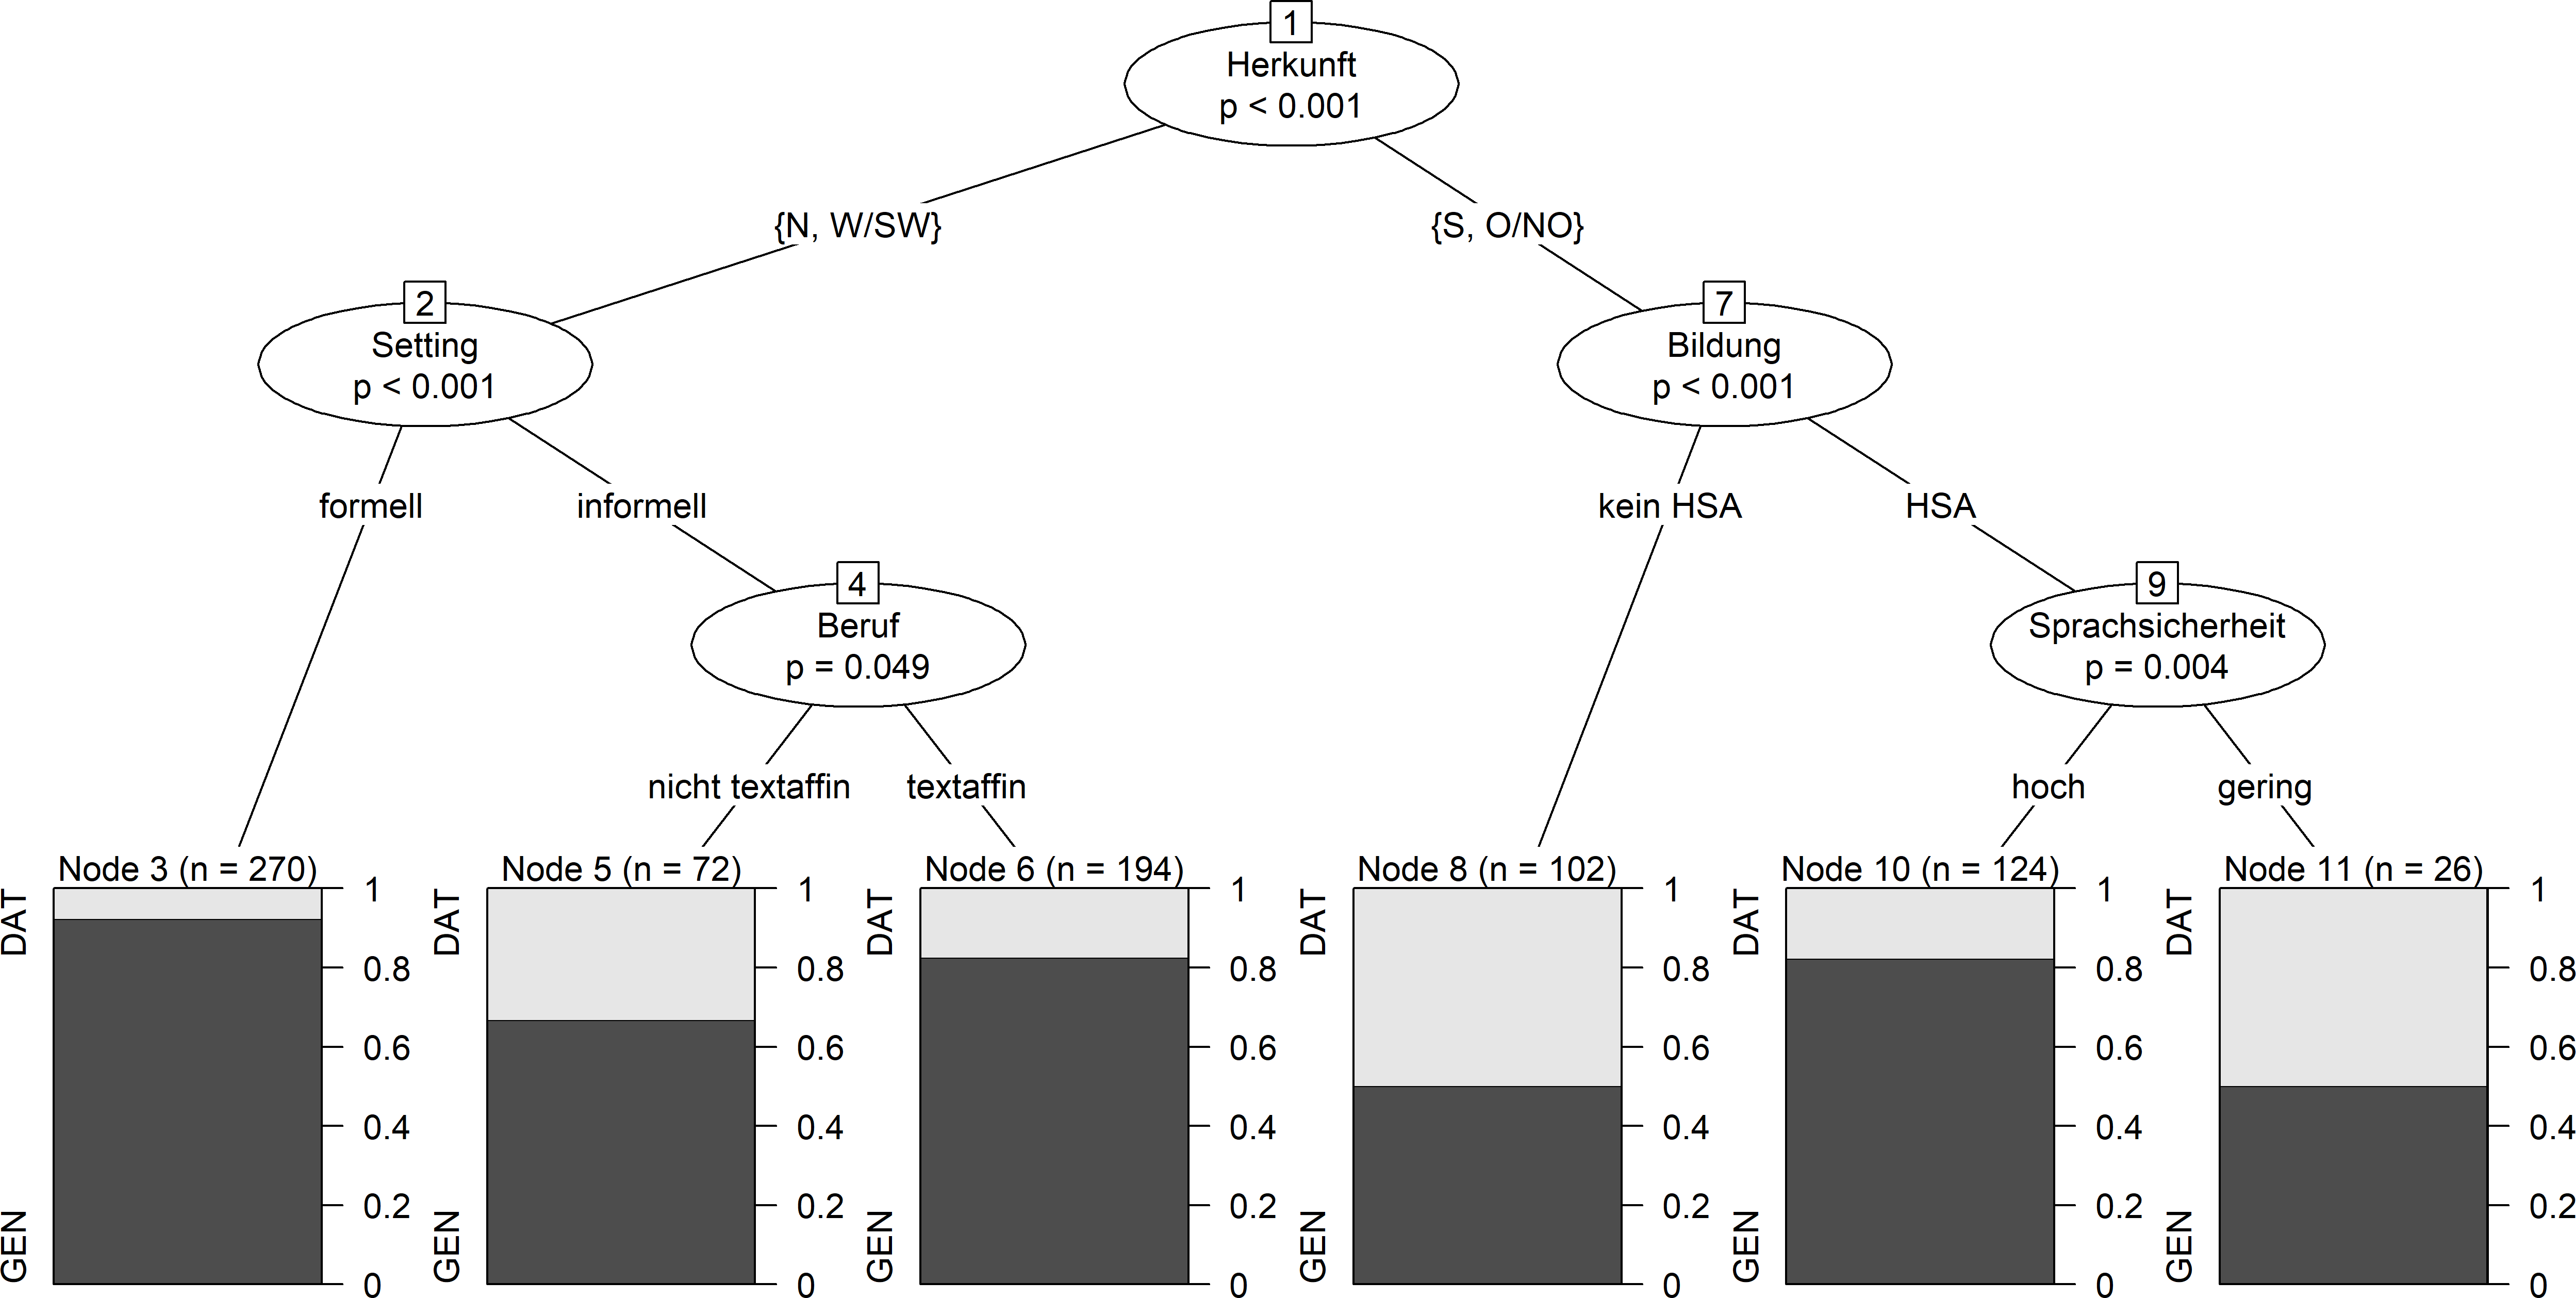 1
Herkunft
p < 0.001
{N, W/SW}
{S, O/NO}
2
Setting
p < 0.001
7
Bildung
p < 0.001
formell
informell
kein HSA
HSA
4
Beruf
p = 0.049
9
Sprachsicherheit
p = 0.004
nicht textaffin
textaffin
hoch
gering
Node 3 (n = 270)
DAT
GEN
1
0.8
0.6
0.4
0.2
0
Node 5 (n = 72)
DAT
GEN
1
0.8
0.6
0.4
0.2
0
Node 6 (n = 194)
DAT
GEN
1
0.8
0.6
0.4
0.2
0
Node 8 (n = 102)
DAT
GEN
1
0.8
0.6
0.4
0.2
0
Node 10 (n = 124)
DAT
GEN
1
0.8
0.6
0.4
0.2
0
Node 11 (n = 26)
DAT
GEN
1
0.8
0.6
0.4
0.2
0